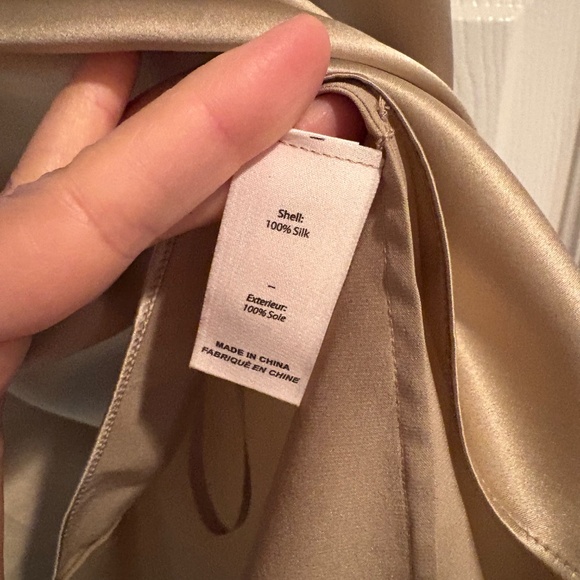 Shell:
100% Silk
-
Exterieur:
100% Soie
MADE IN CHINA
FABRIQUÉ EN CHINE